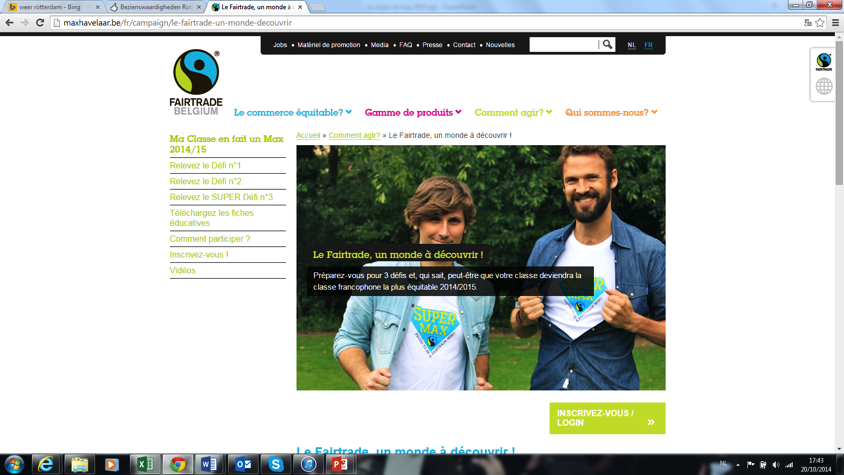 weer rotterdam - Bing
Bezienswaardigheden Rott
Le Fairtrade, un monde à d
maxhavelaar.be/fr/campaign/le-fairtrade-un-monde-decouvrir
Jobs • Matériel de promotion • Media • FAQ • Presse • Contact • Nouvelles
NL FR
FAIRTRADE
BELGIUM
FAIRTRADE
Le commerce équitable?
Gamme de produits
Comment agir?
Qui sommes-nous?
Ma Classe en fait un Max
2014/15
Relevez le Défi n°1
Relevez le Défi n°2
Relevez le SUPER Défi n°3
Téléchargez les fiches
éducatives
Comment participer ?
Inscrivez-vous !
Vidéos
Accueil » Comment agir? » Le Fairtrade, un monde à découvrir !
Le Fairtrade, un monde à découvrir !
Préparez-vous pour 3 défis et, qui sait, peut-être que votre classe deviendra la
classe francophone la plus équitable 2014/2015.
SUPER
MAX
INSCRIVEZ-VOUS /
LOGIN
Le Fairtrade, un monde à découvrir !
NL
17:43
20/10/2014